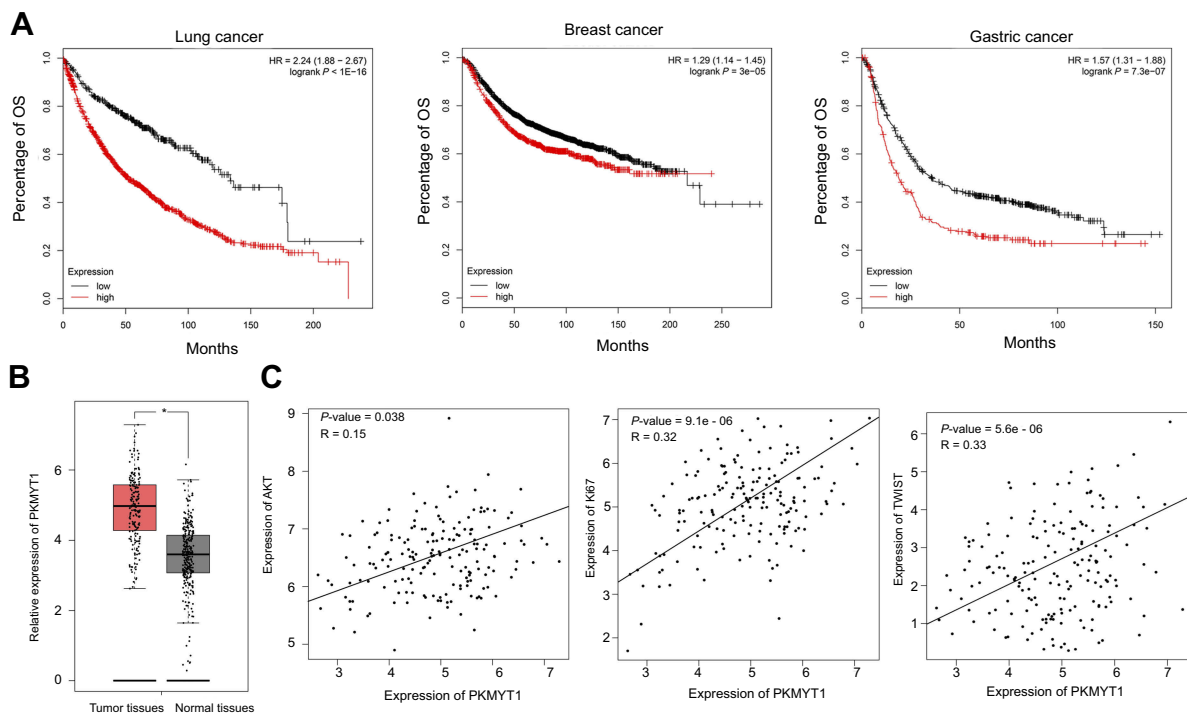 A
Lung cancer
HR = 2.24 (1.88 − 2.67)
logrank P < 1E−16
Percentage of OS
1.0
0.8
0.6
0.4
0.2
0.0
Expression
low
high
0 50 100 150 200
Months
Breast cancer
HR = 1.29 (1.14 − 1.45)
logrank P = 3e−05
Percentage of OS
1.0
0.8
0.6
0.4
0.2
0.0
Expression
low
high
0 50 100 150 200 250
Months
Gastric cancer
HR = 1.57 (1.31 − 1.88)
logrank P = 7.3e−07
Percentage of OS
1.0
0.8
0.6
0.4
0.2
0.0
Expression
low
high
0 50 100 150
Months
B
Relative expression of PKMYT1
6
4
2
0
*
Tumor tissues Normal tissues
C
P-value = 0.038
R = 0.15
Expression of AKT
9
8
7
6
5
3 4 5 6 7
Expression of PKMYT1
P-value = 9.1e - 06
R = 0.32
Expression of Ki67
7
6
5
4
3
2
3 4 5 6 7
Expression of PKMYT1
P-value = 5.6e - 06
R = 0.33
Expression of TWIST
6
5
4
3
2
1
3 4 5 6 7
Expression of PKMYT1